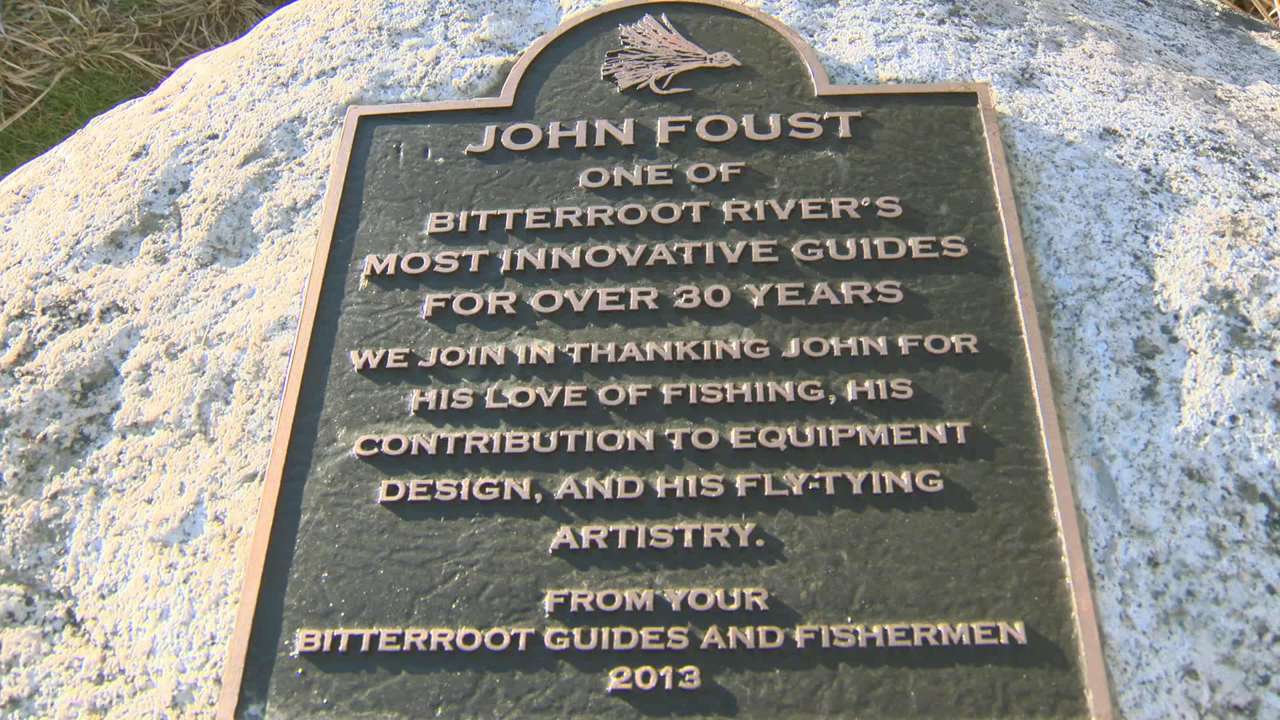 JOHN FOUST
ONE OF
BITTERROOT RIVER'S
MOST INNOVATIVE GUIDES
FOR OVER 30 YEARS
WE JOIN IN THANKING JOHN FOR
HIS LOVE OF FISHING, HIS
CONTRIBUTION TO EQUIPMENT
DESIGN, AND HIS FLY-TYING
ARTISTRY.
FROM YOUR
BITTERROOT GUIDES AND FISHERMEN
2013